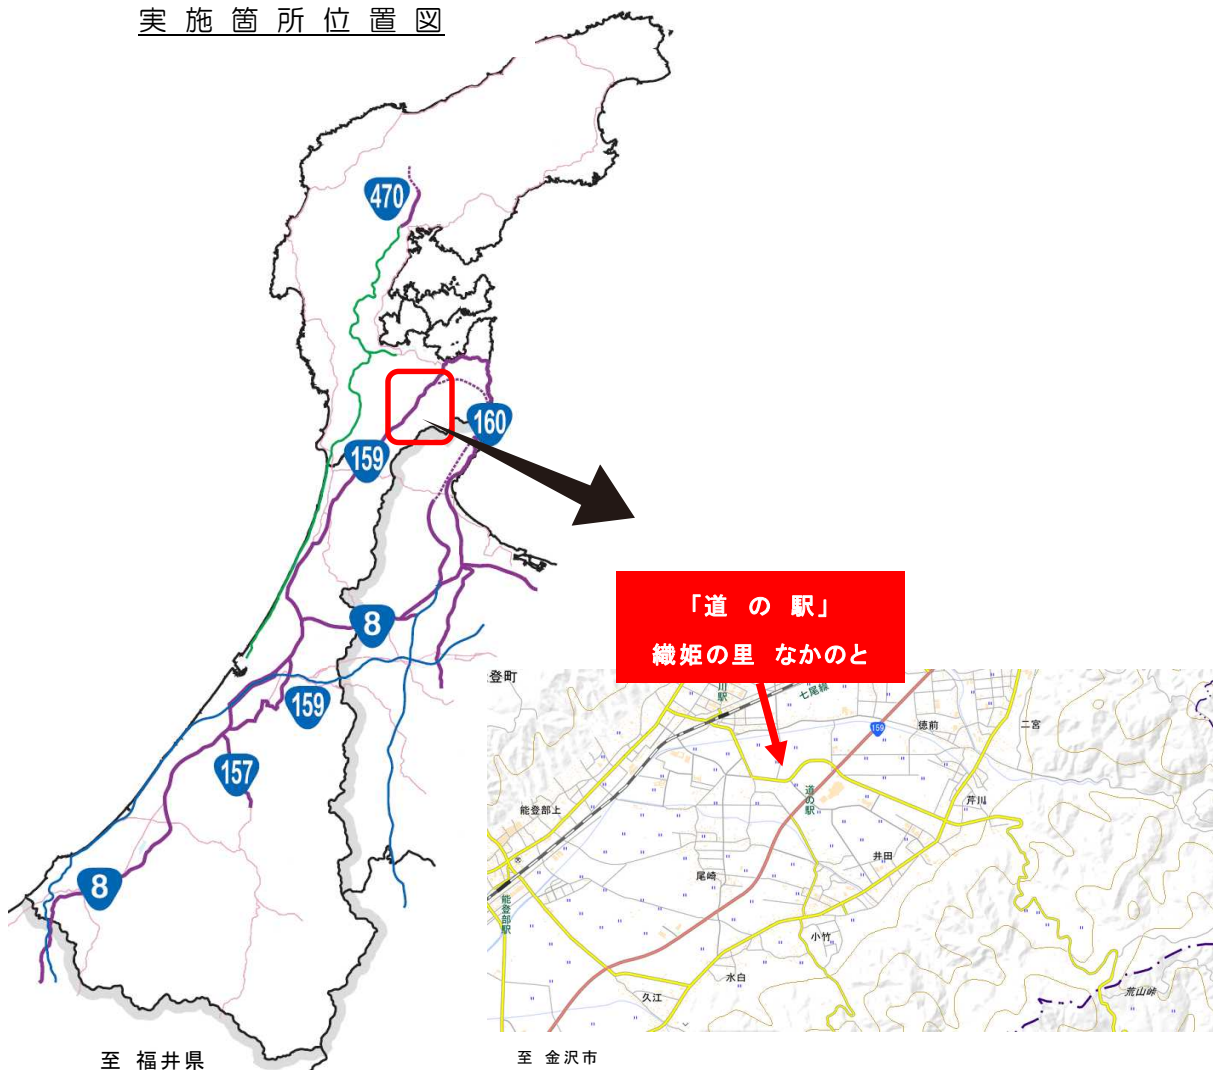 実施箇所位置図
470
160
159
8
159
157
8
「道の駅」
織姫の里 なかのと
登町
川駅
七尾線
159
徳前
二宮
能登部上
道の駅
芹川
井田
尾崎
能登部駅
小竹
水白
久江
荒山峠
至 福井県
至 金沢市